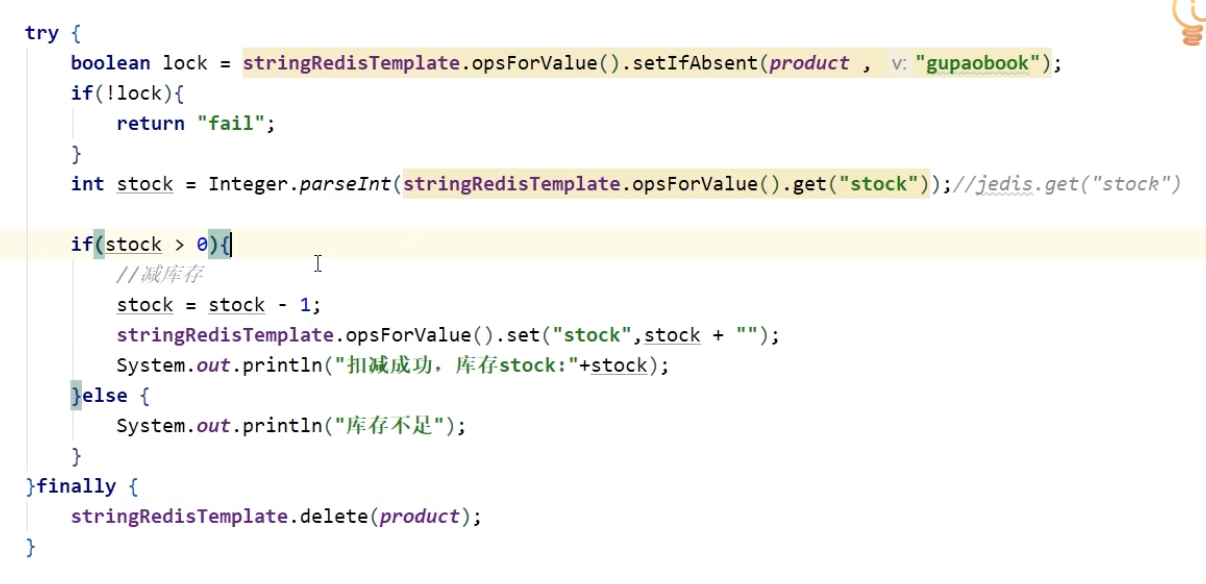 try {
    boolean lock = stringRedisTemplate.opsForValue().setIfAbsent(product , v: "gupaobook");
    if(!lock){
        return "fail";
    }
    int stock = Integer.parseInt(stringRedisTemplate.opsForValue().get("stock"));//jedis.get("stock")
    if(stock > 0){
        //减库存
        stock = stock - 1;
        stringRedisTemplate.opsForValue().set("stock",stock + "");
        System.out.println("扣减成功，库存stock:"+stock);
    }else {
        System.out.println("库存不足");
    }
}finally {
    stringRedisTemplate.delete(product);
}